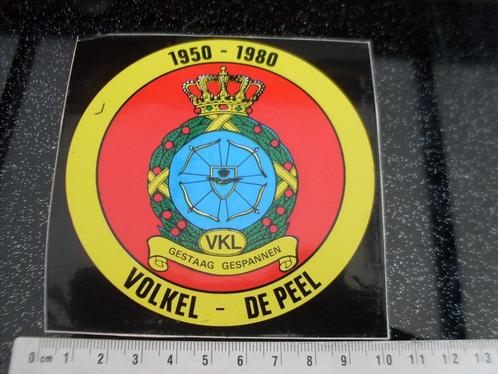 1950 - 1980
VKL
GESTAAG GESPANNEN
VOLKEL - DE PEEL
0 cm 1 2 3 4 5 6 7 8 9 10 11 12 13